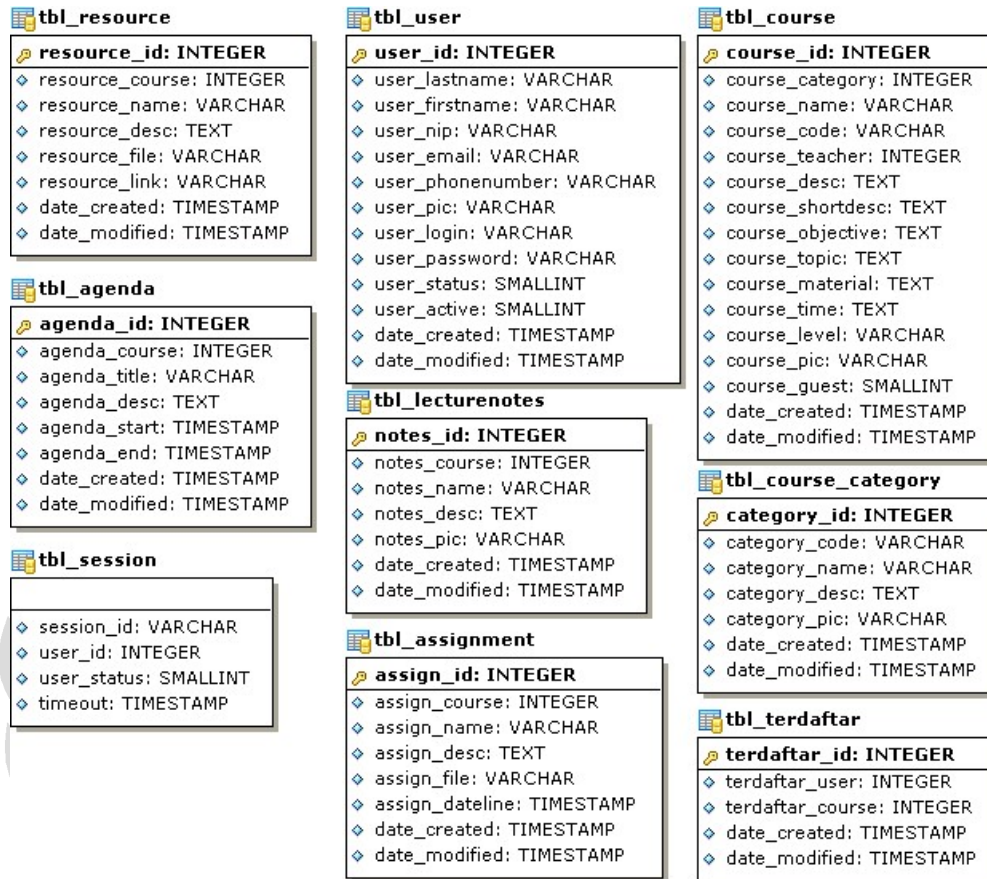 tbl_resource
resource_id: INTEGER
resource_course: INTEGER
resource_name: VARCHAR
resource_desc: TEXT
resource_file: VARCHAR
resource_link: VARCHAR
date_created: TIMESTAMP
date_modified: TIMESTAMP
tbl_agenda
agenda_id: INTEGER
agenda_course: INTEGER
agenda_title: VARCHAR
agenda_desc: TEXT
agenda_start: TIMESTAMP
agenda_end: TIMESTAMP
date_created: TIMESTAMP
date_modified: TIMESTAMP
tbl_session
session_id: VARCHAR
user_id: INTEGER
user_status: SMALLINT
timeout: TIMESTAMP
tbl_user
user_id: INTEGER
user_lastname: VARCHAR
user_firstname: VARCHAR
user_nip: VARCHAR
user_email: VARCHAR
user_phonenumber: VARCHAR
user_pic: VARCHAR
user_login: VARCHAR
user_password: VARCHAR
user_status: SMALLINT
user_active: SMALLINT
date_created: TIMESTAMP
date_modified: TIMESTAMP
tbl_lecturenotes
notes_id: INTEGER
notes_course: INTEGER
notes_name: VARCHAR
notes_desc: TEXT
notes_pic: VARCHAR
date_created: TIMESTAMP
date_modified: TIMESTAMP
tbl_assignment
assign_id: INTEGER
assign_course: INTEGER
assign_name: VARCHAR
assign_desc: TEXT
assign_file: VARCHAR
assign_dateline: TIMESTAMP
date_created: TIMESTAMP
date_modified: TIMESTAMP
tbl_course
course_id: INTEGER
course_category: INTEGER
course_name: VARCHAR
course_code: VARCHAR
course_teacher: INTEGER
course_desc: TEXT
course_shortdesc: TEXT
course_objective: TEXT
course_topic: TEXT
course_material: TEXT
course_time: TEXT
course_level: VARCHAR
course_pic: VARCHAR
course_guest: SMALLINT
date_created: TIMESTAMP
date_modified: TIMESTAMP
tbl_course_category
category_id: INTEGER
category_code: VARCHAR
category_name: VARCHAR
category_desc: TEXT
category_pic: VARCHAR
date_created: TIMESTAMP
date_modified: TIMESTAMP
tbl_terdaftar
terdaftar_id: INTEGER
terdaftar_user: INTEGER
terdaftar_course: INTEGER
date_created: TIMESTAMP
date_modified: TIMESTAMP